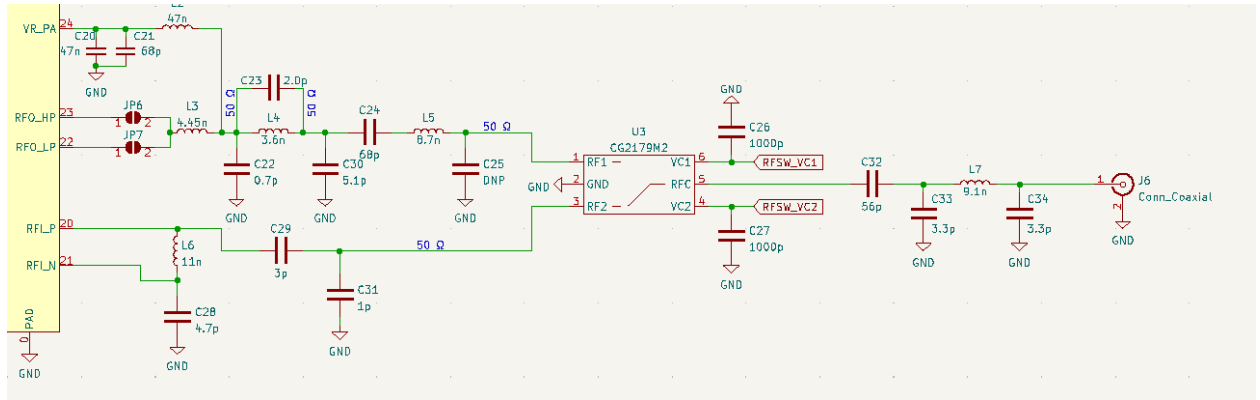 L2
47n
VR_PA
24
C20
47n
C21
68p
GND
C23
2.0p
50 Ω
50 Ω
RFO_HP
23
JP6
1
2
L3
4.45n
L4
3.6n
C24
68p
L5
8.7n
50 Ω
RFO_LP
22
JP7
1
2
C22
0.7p
GND
C30
5.1p
GND
C25
DNP
GND
U3
CG2179M2
1
RF1
VC1
6
GND
2
GND
RFC
5
3
RF2
VC2
4
GND
C26
1000p
RFSW_VC1
RFSW_VC2
C27
1000p
GND
C32
56p
C33
3.3p
GND
L7
9.1n
C34
3.3p
GND
1
J6
Conn_Coaxial
2
GND
RFI_P
20
L6
11n
RFI_N
21
C29
3p
50 Ω
C31
1p
GND
C28
4.7p
GND
PAD
0
GND